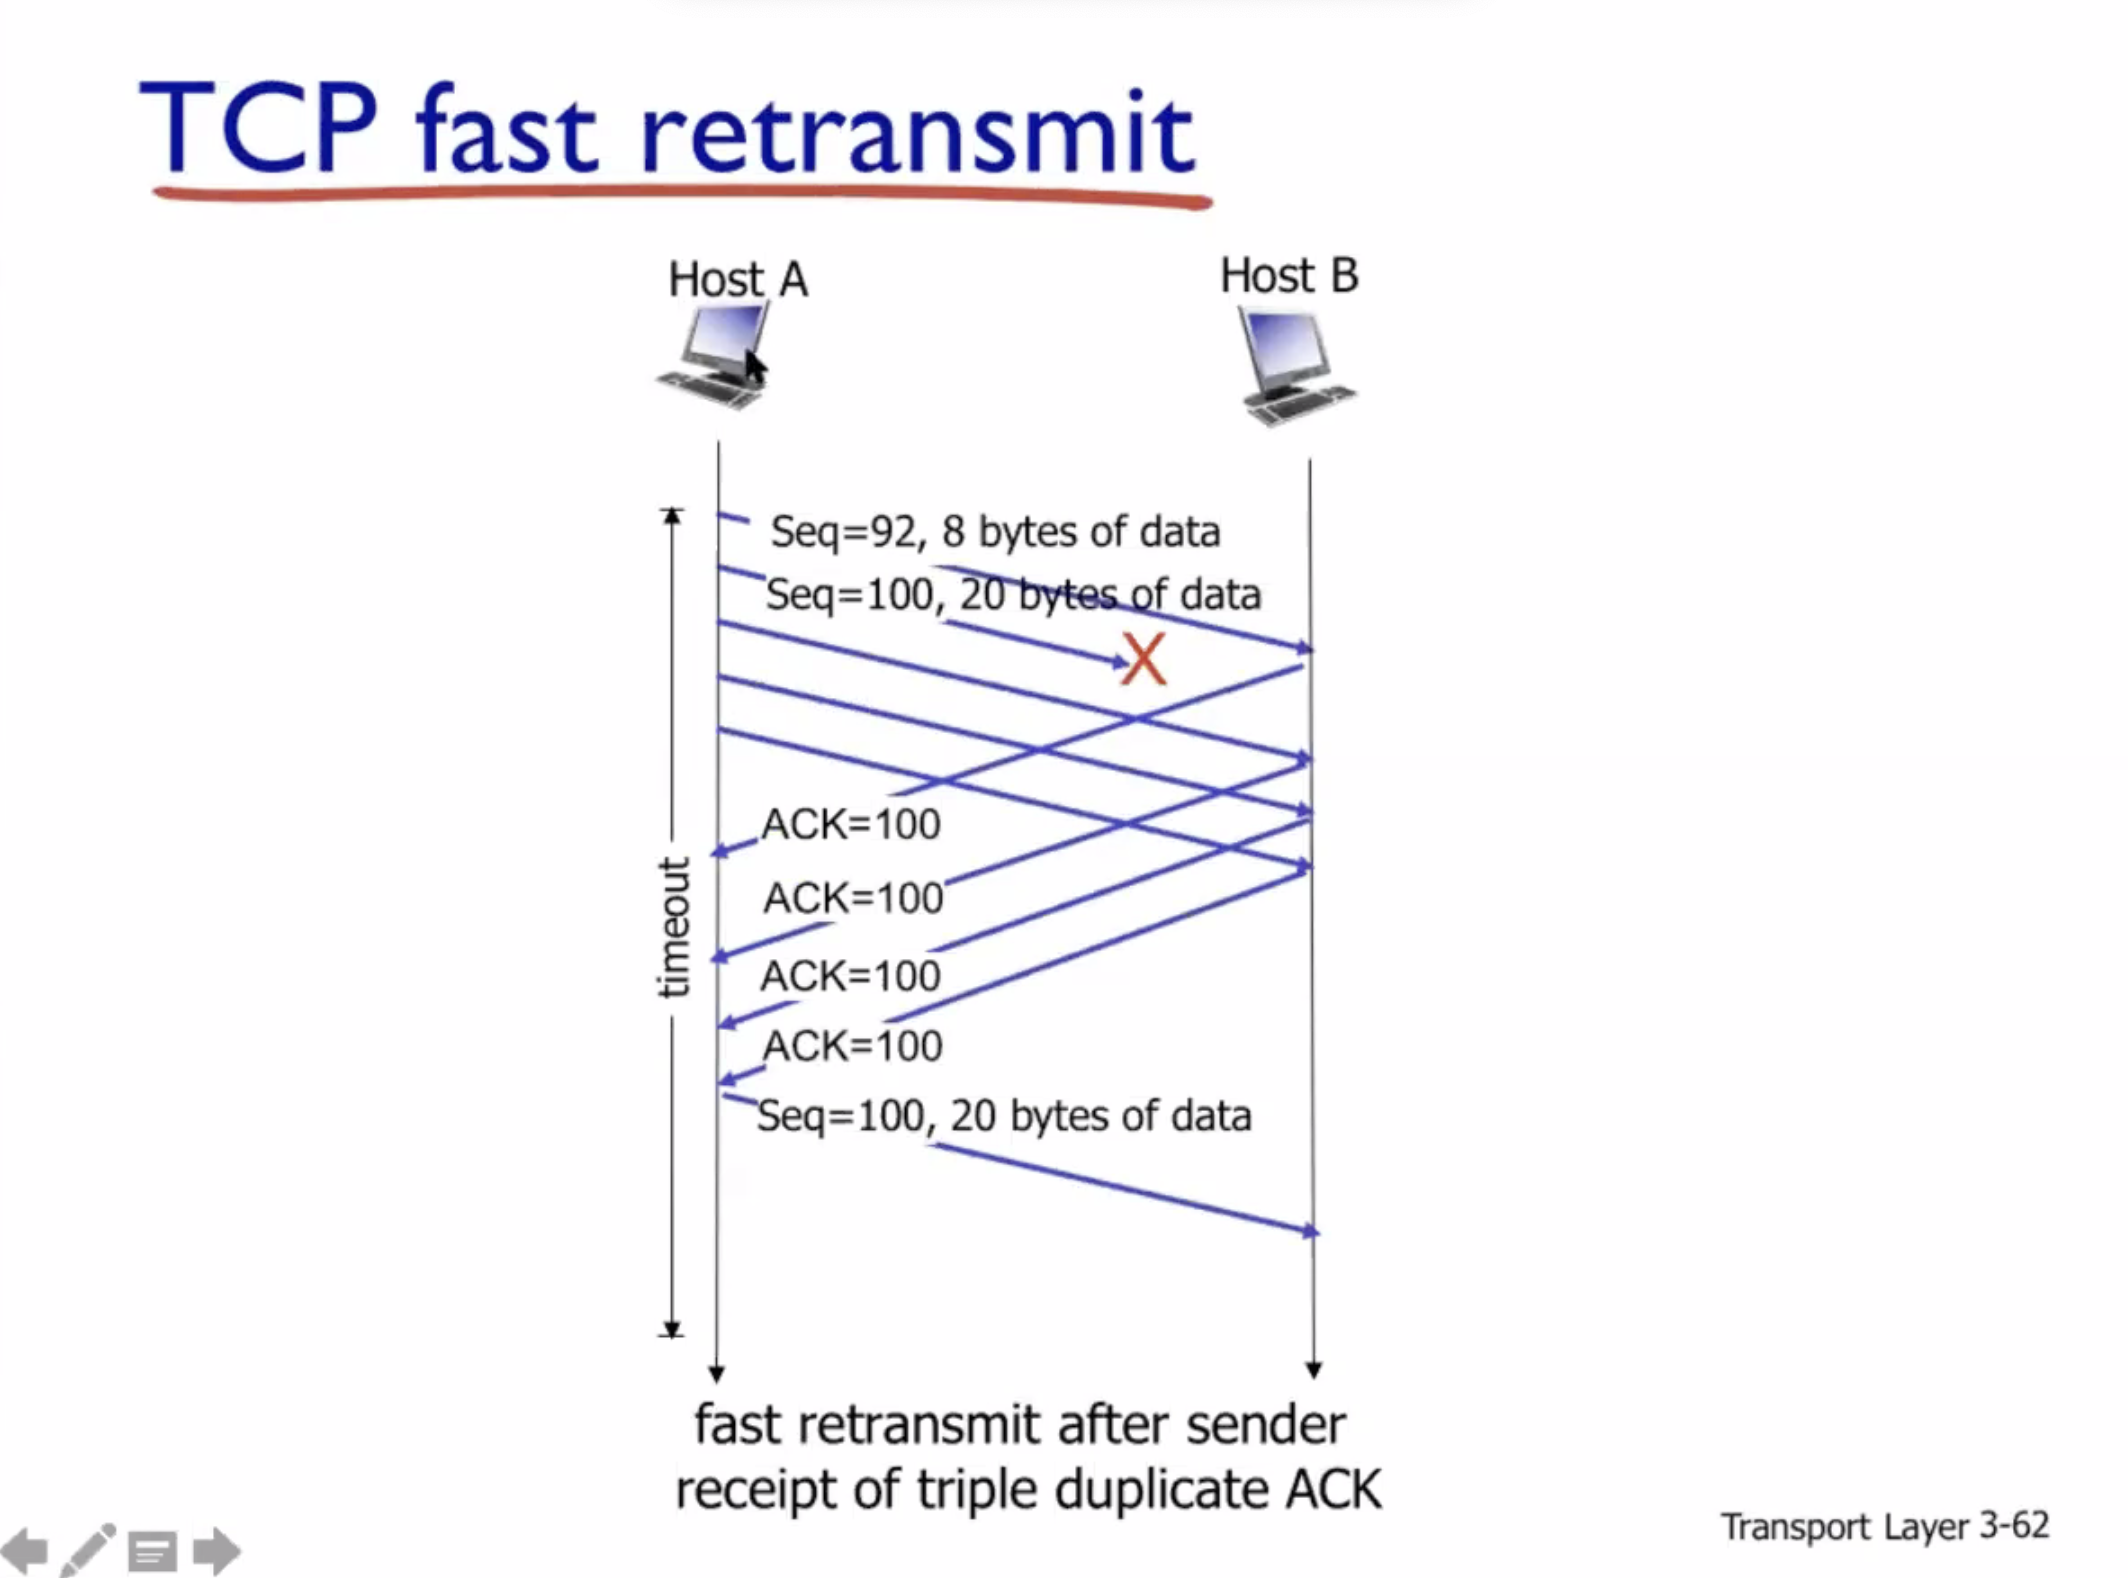 TCP fast retransmit
Host A
Host B
Seq=92, 8 bytes of data
Seq=100, 20 bytes of data
X
ACK=100
ACK=100
timeout
ACK=100
ACK=100
Seq=100, 20 bytes of data
fast retransmit after sender
receipt of triple duplicate ACK
Transport Layer 3-62